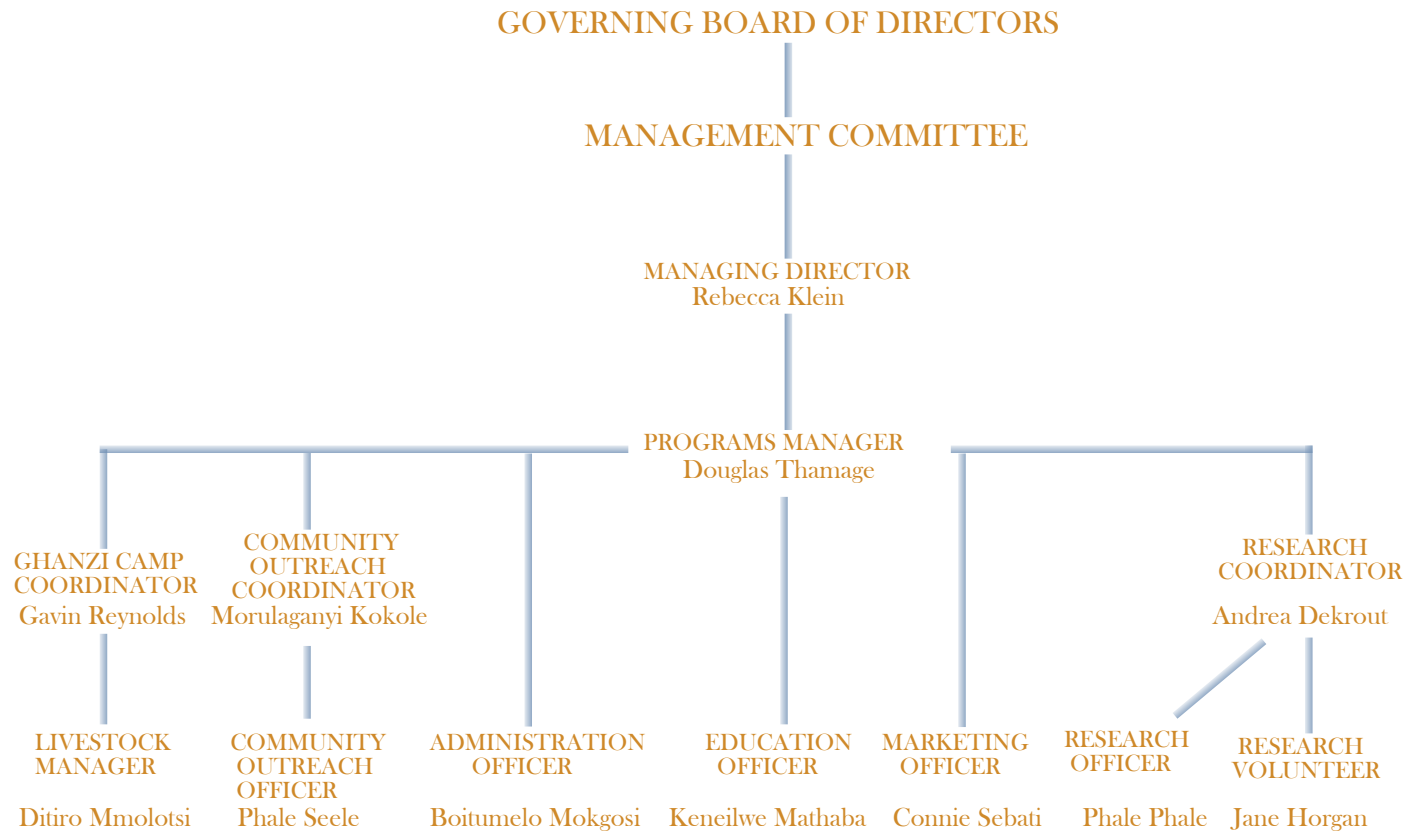 GOVERNING BOARD OF DIRECTORS
MANAGEMENT COMMITTEE
MANAGING DIRECTOR
Rebecca Klein
PROGRAMS MANAGER
Douglas Thamage
GHANZI CAMP
COORDINATOR
Gavin Reynolds
COMMUNITY
OUTREACH
COORDINATOR
Morulaganyi Kokole
RESEARCH
COORDINATOR
Andrea Dekrout
LIVESTOCK
MANAGER
Ditiro Mmolotsi
COMMUNITY
OUTREACH
OFFICER
Phale Seele
ADMINISTRATION
OFFICER
Boitumelo Mokgosi
EDUCATION
OFFICER
Keneilwe Mathaba
MARKETING
OFFICER
Connie Sebati
RESEARCH
OFFICER
Phale Phale
RESEARCH
VOLUNTEER
Jane Horgan